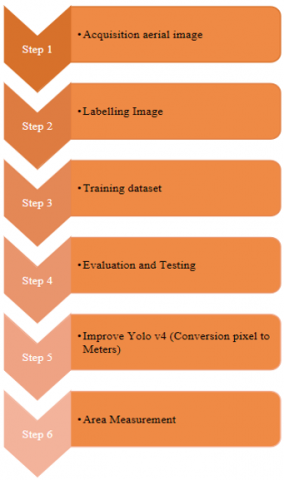 Step 1
•Acquisition aerial image
Step 2
•Labelling Image
Step 3
•Training dataset
Step 4
•Evaluation and Testing
Step 5
•Improve Yolo v4 (Conversion pixel to
Meters)
Step 6
•Area Measurement